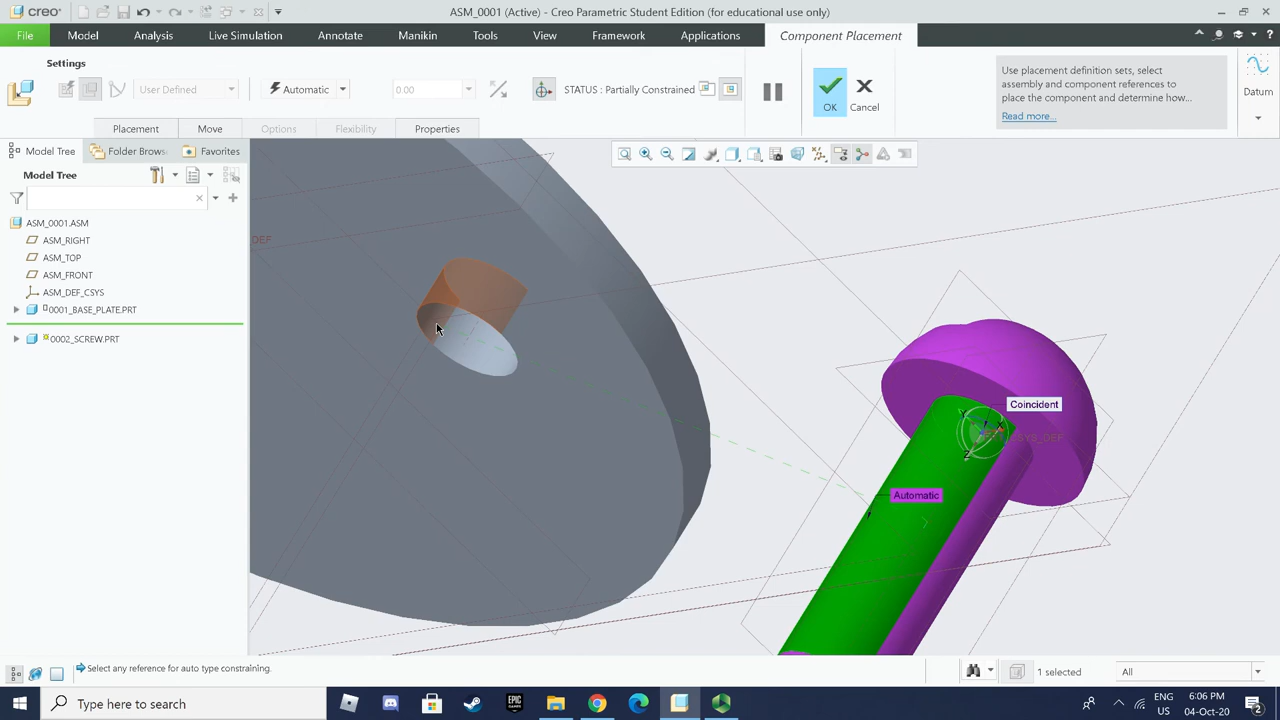 creo
ASM_0001 (Active) - Creo Parametric Student Edition (for educational use only)
File
Model
Analysis
Live Simulation
Annotate
Manikin
Tools
View
Framework
Applications
Component Placement
Settings
User Defined
Automatic
0.00
STATUS : Partially Constrained
OK
Cancel
Use placement definition sets, select
assembly and component references to
place the component and determine how...
Read more...
Datum
Placement
Move
Options
Flexibility
Properties
Model Tree
Folder Brows
Favorites
Model Tree
ASM_0001.ASM
ASM_RIGHT
ASM_TOP
ASM_FRONT
ASM_DEF_CSYS
0001_BASE_PLATE.PRT
0002_SCREW.PRT
DEF
Coincident
CSYS_DEF
X
Z
Automatic
Select any reference for auto type constraining.
1 selected
All
Type here to search
EPIC
GAMES
ENG
US
6:06 PM
04-Oct-20
2